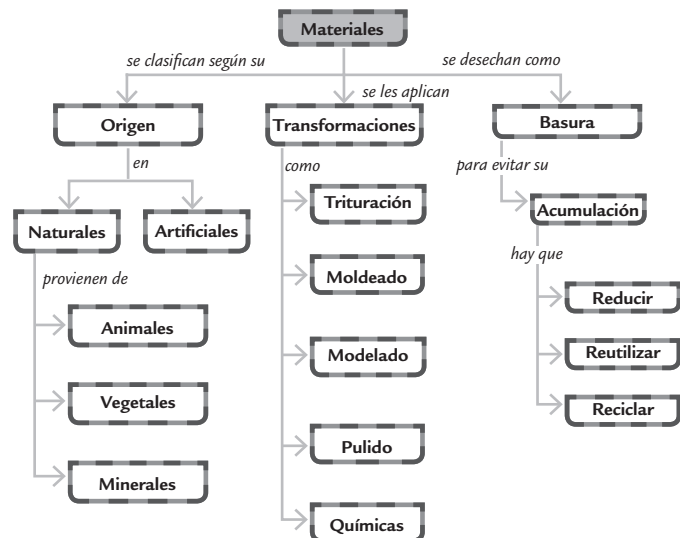 Materiales
se clasifican según su
se les aplican
se desechan como
Origen
Transformaciones
Basura
en
como
para evitar su
Naturales
Artificiales
Trituración
Acumulación
provienen de
Moldeado
hay que
Animales
Modelado
Reducir
Vegetales
Reutilizar
Minerales
Pulido
Reciclar
Químicas